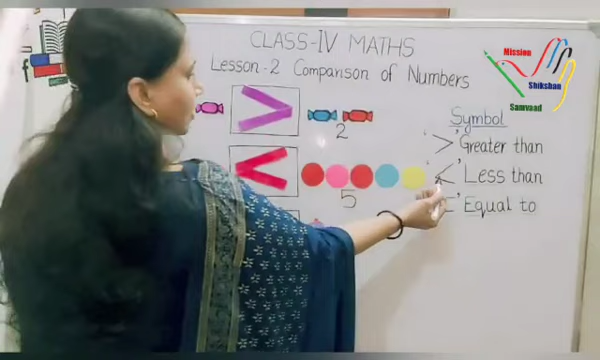 CLASS-IV MATHS
Lesson-2 Comparison of Numbers
>
2
<
5
Symbol
'>' Greater than
'<' Less than
'=' Equal to
Mission
Shikshan
Samvaad